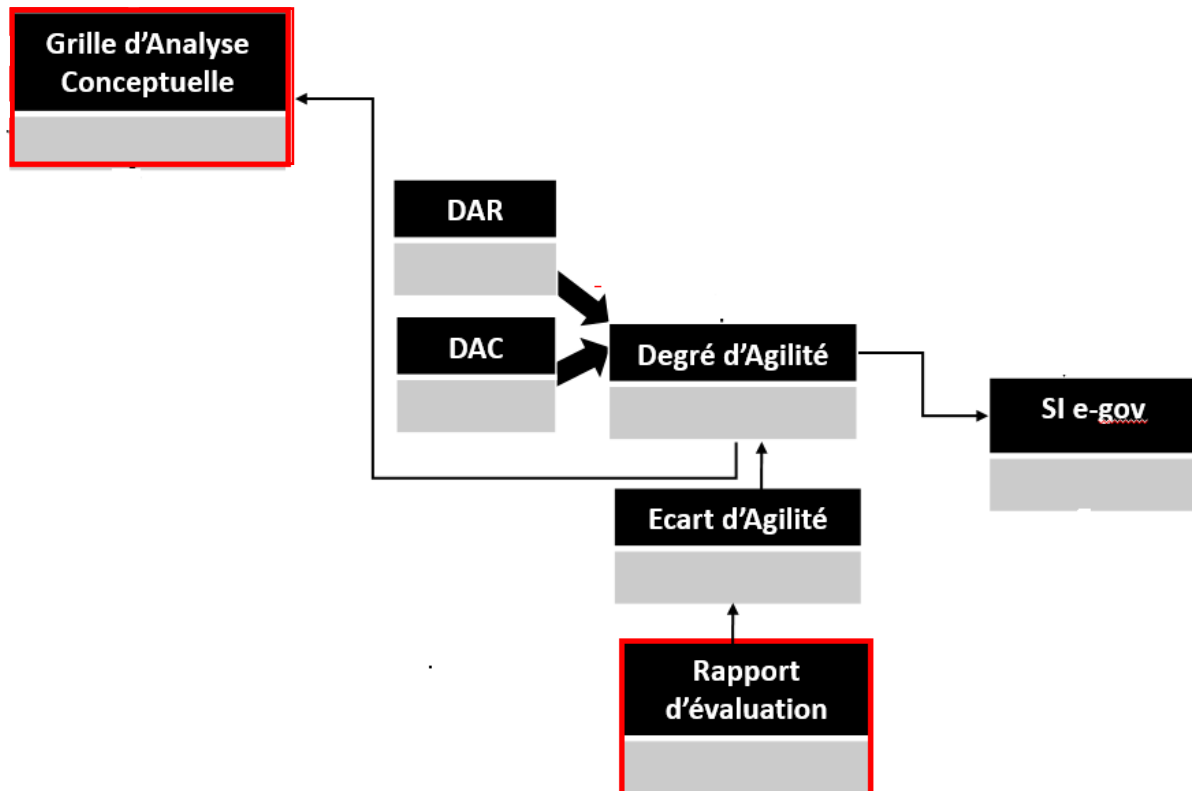 Grille d'Analyse
Conceptuelle
DAR
DAC
Degré d'Agilité
SI e-gov
Ecart d'Agilité
Rapport
d'évaluation